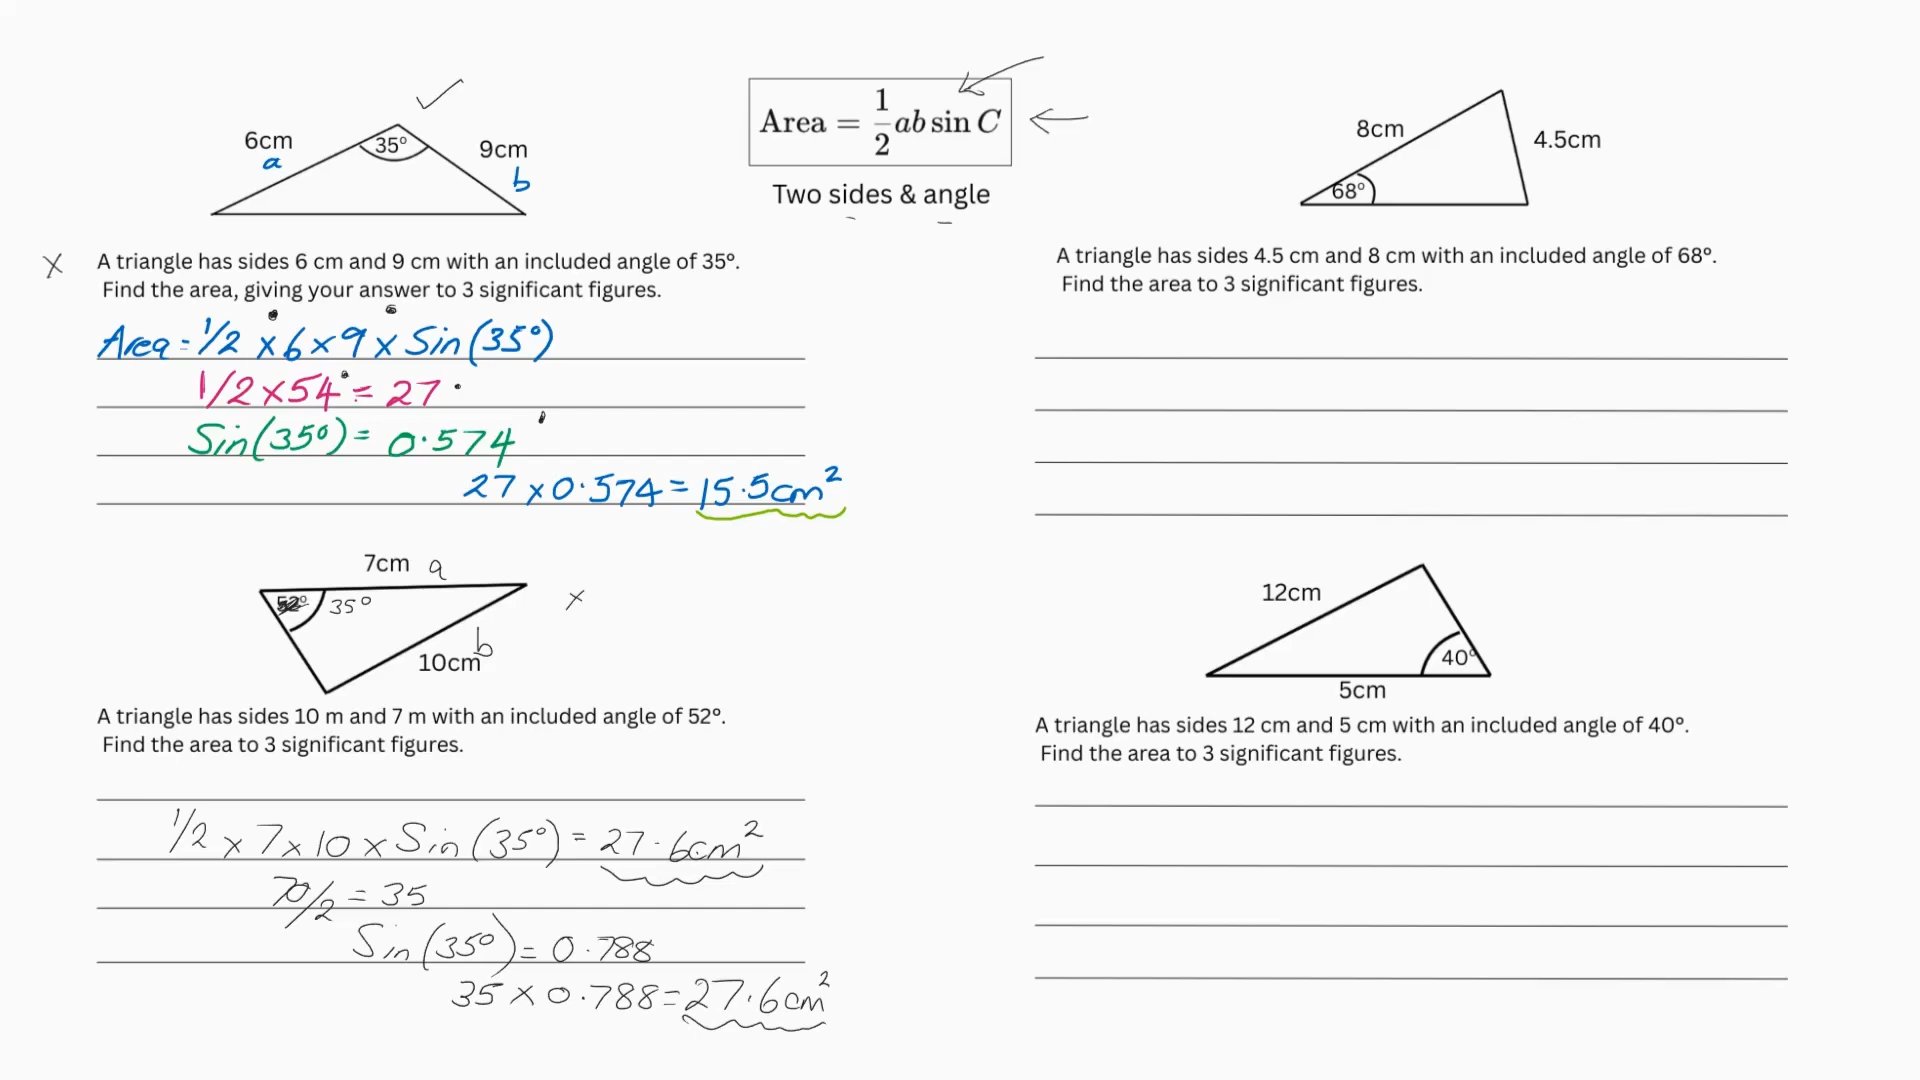 6cm
a
35°
9cm
b
Area = 1/2 ab sin C
Two sides & angle
x A triangle has sides 6 cm and 9 cm with an included angle of 35°.
Find the area, giving your answer to 3 significant figures.
Area = 1/2 × 6 × 9 × Sin(35°)
1/2 × 54 = 27
Sin(35°) = 0.574
27 × 0.574 = 15.5cm²
7cm a
35°
x
b
10cm
A triangle has sides 10 m and 7 m with an included angle of 52°.
Find the area to 3 significant figures.
1/2 × 7 × 10 × Sin(35°) = 27.6cm²
70/2 = 35
Sin(35°) = 0.788
35 × 0.788 = 27.6cm²
8cm
4.5cm
68°
A triangle has sides 4.5 cm and 8 cm with an included angle of 68°.
Find the area to 3 significant figures.
12cm
40°
5cm
A triangle has sides 12 cm and 5 cm with an included angle of 40°.
Find the area to 3 significant figures.